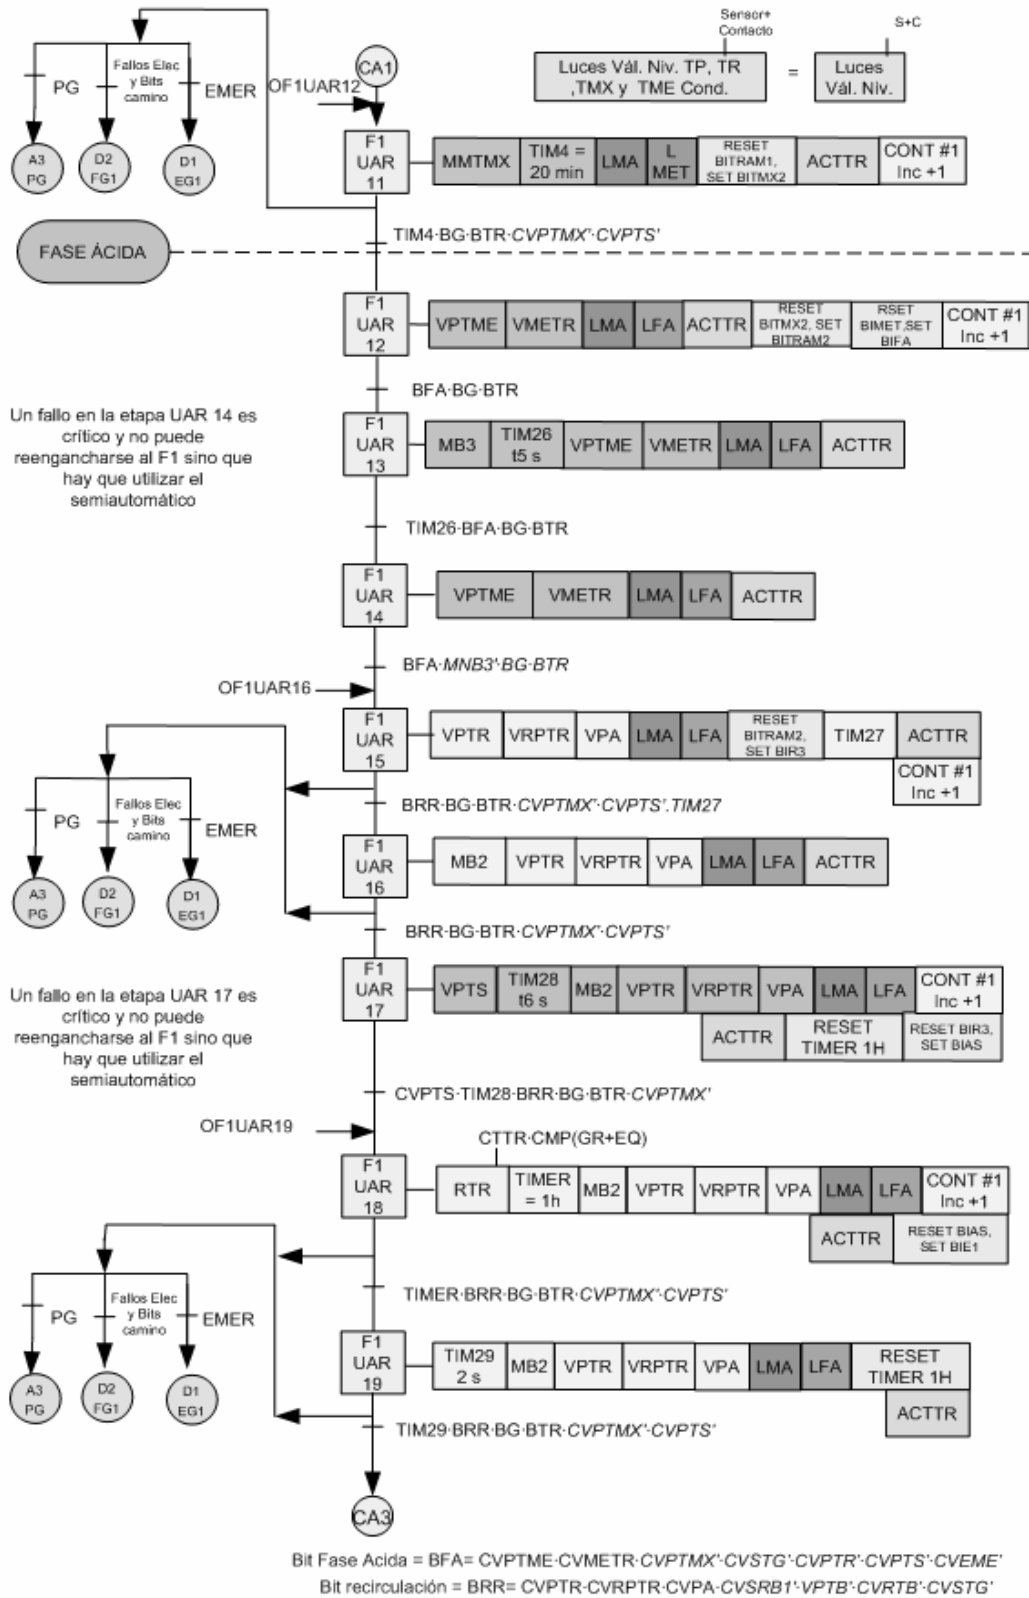 Sensor+
Contacto
S+C
Luces Vál. Niv. TP, TR
,TMX y TME Cond.
=
Luces
Vál. Niv.
PG
Fallos Elec
y Bits
camino
EMER
A3
PG
D2
FG1
D1
EG1
CA1
OF1UAR12
F1
UAR
11
MMTMX
TIM4 =
20 min
LMA
L
MET
RESET
BITRAM1,
SET BITMX2
ACTTR
CONT #1
Inc +1
TIM4·BG·BTR·CVPTMX'·CVPTS'
FASE ÁCIDA
F1
UAR
12
VPTME
VMETR
LMA
LFA
ACTTR
RESET
BITMX2, SET
BITRAM2
RSET
BIMET,SET
BIFA
CONT #1
Inc +1
BFA·BG·BTR
Un fallo en la etapa UAR 14 es
crítico y no puede
reengancharse al F1 sino que
hay que utilizar el
semiautomático
F1
UAR
13
MB3
TIM26
t5 s
VPTME
VMETR
LMA
LFA
ACTTR
TIM26·BFA·BG·BTR
F1
UAR
14
VPTME
VMETR
LMA
LFA
ACTTR
BFA·MNB3'·BG·BTR
OF1UAR16
F1
UAR
15
VPTR
VRPTR
VPA
LMA
LFA
RESET
BITRAM2,
SET BIR3
TIM27
ACTTR
CONT #1
Inc +1
BRR·BG·BTR·CVPTMX'·CVPTS'.TIM27
PG
Fallos Elec
y Bits
camino
EMER
A3
PG
D2
FG1
D1
EG1
F1
UAR
16
MB2
VPTR
VRPTR
VPA
LMA
LFA
ACTTR
BRR·BG·BTR·CVPTMX'·CVPTS'
Un fallo en la etapa UAR 17 es
crítico y no puede
reengancharse al F1 sino que
hay que utilizar el
semiautomático
F1
UAR
17
VPTS
TIM28
t6 s
MB2
VPTR
VRPTR
VPA
LMA
LFA
CONT #1
Inc +1
ACTTR
RESET
TIMER 1H
RESET BIR3,
SET BIAS
CVPTS·TIM28·BRR·BG·BTR·CVPTMX'
OF1UAR19
CTTR·CMP(GR+EQ)
F1
UAR
18
RTR
TIMER
= 1h
MB2
VPTR
VRPTR
VPA
LMA
LFA
CONT #1
Inc +1
ACTTR
RESET BIAS,
SET BIE1
TIMER·BRR·BG·BTR·CVPTMX'·CVPTS'
PG
Fallos Elec
y Bits
camino
EMER
A3
PG
D2
FG1
D1
EG1
F1
UAR
19
TIM29
2 s
MB2
VPTR
VRPTR
VPA
LMA
LFA
RESET
TIMER 1H
ACTTR
TIM29·BRR·BG·BTR·CVPTMX'·CVPTS'
CA3
Bit Fase Acida = BFA= CVPTME·CVMETR·CVPTMX'·CVSTG'·CVPTR'·CVPTS'·CVEME'
Bit recirculación = BRR= CVPTR·CVRPTR·CVPA·CVSRB1'·VPTB'·CVRTB'·CVSTG'